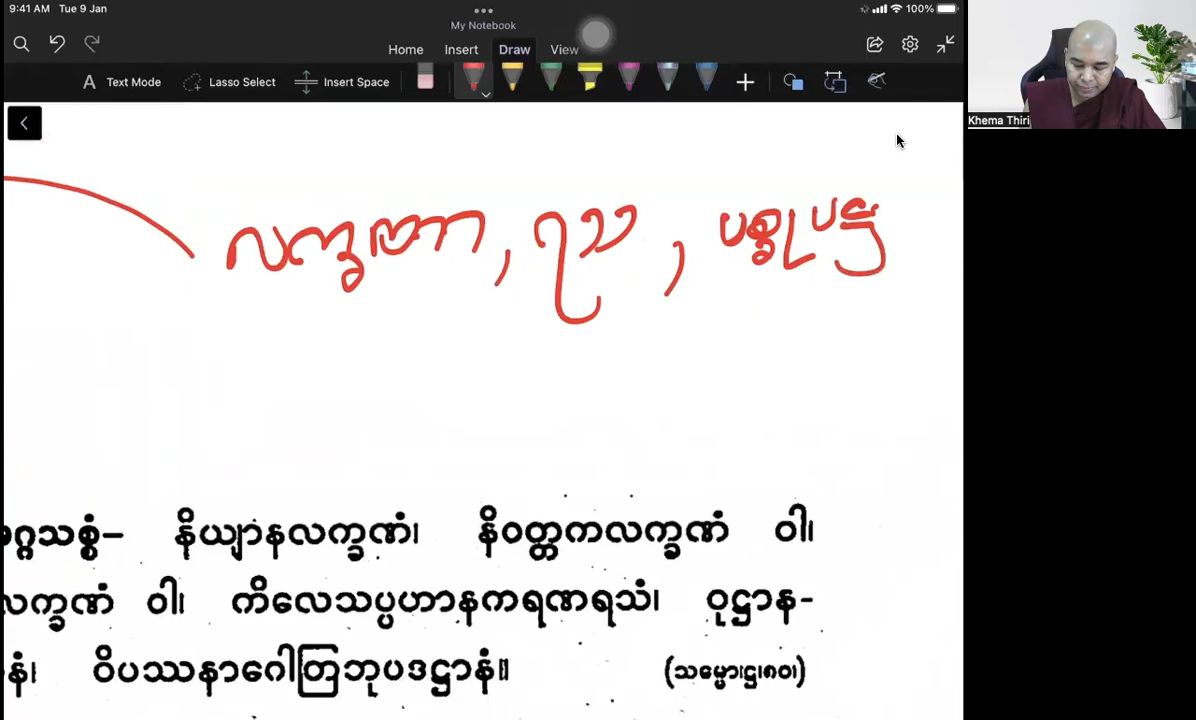 9:41 AM Tue 9 Jan
100%
My Notebook
Home Insert Draw View
A Text Mode Lasso Select Insert Space
Khema Thiri
လက္ခဏာ, ရသ, ပစ္စုပဋ္ဌ
ဂ္ဂသစ္စံ– နိယျာနလက္ခဏံ၊ နိဝတ္တကလက္ခဏံ ဝါ၊
လက္ခဏံ ဝါ၊ ကိလေသပ္ပဟာနကရဏရသံ၊ ဝုဋ္ဌာန-
နံ၊ ဝိပဿနာဂေါတြဘုပဒဋ္ဌာနံ။ (သမ္မော၊ဋ္ဌ၊၈၀၊)